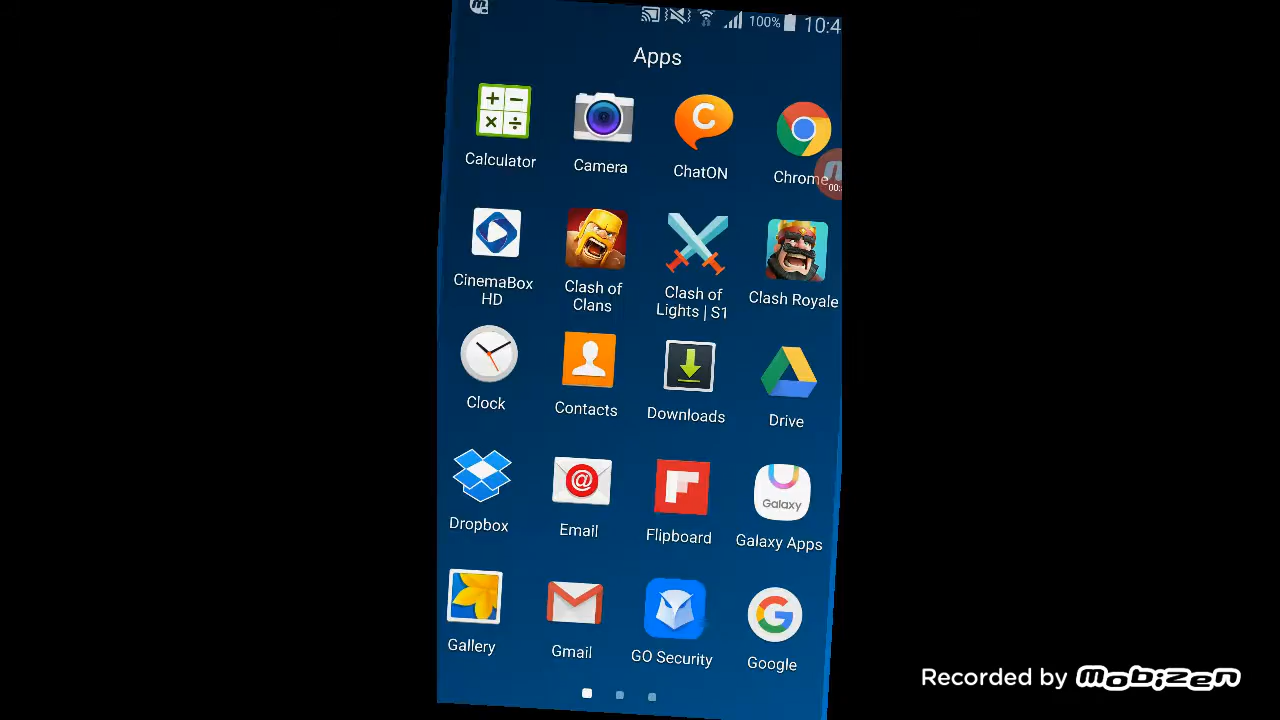 100% 10:4
Apps
Calculator
Camera
C
ChatON
Chrome
00:
CinemaBox
HD
Clash of
Clans
Clash of
Lights | S1
Clash Royale
Clock
Contacts
Downloads
Drive
Dropbox
@
Email
Flipboard
Galaxy
Galaxy Apps
Gallery
Gmail
GO Security
G
Google
Recorded by mobizen